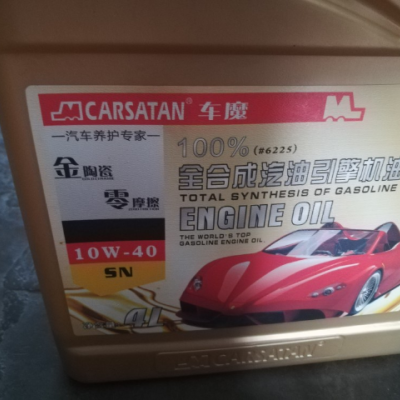 CARSATAN® 车魔
—汽车养护专家—
100% (#622S)
金陶瓷
全合成汽油引擎机油
零摩擦
TOTAL SYNTHESIS OF GASOLINE
ENGINE OIL
THE WORLD'S TOP
GASOLINE ENGINE OIL.
10W-40
SN
4L